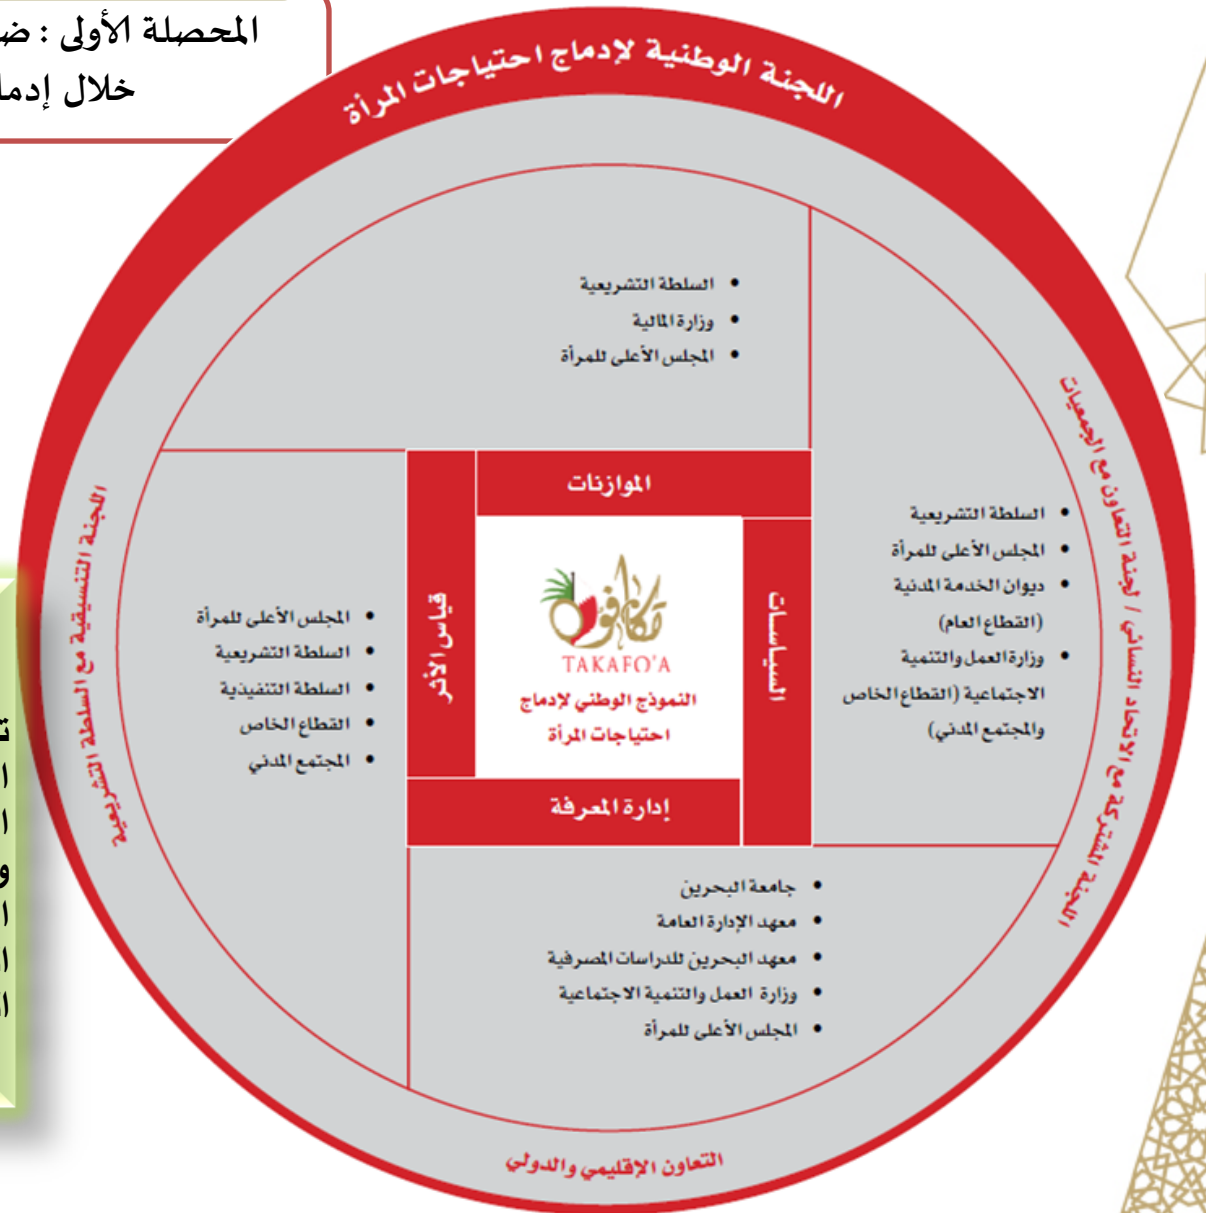 المحصلة الأولى : 
خلال 
اللجنة الوطنية لإدماج احتياجات المرأة
• السلطة التشريعية
• وزارة المالية
• المجلس الأعلى للمرأة
اللجنة المشتركة مع الاتحاد النسائي / لجنة التعاون مع الجمعيات
• السلطة التشريعية
• المجلس الأعلى للمرأة
• ديوان الخدمة المدنية
(القطاع العام)
• وزارة العمل والتنمية
الاجتماعية (القطاع الخاص
والمجتمع المدني)
الموازنات
السياسات
TAKAFO'A
النموذج الوطني لإدماج
احتياجات المرأة
قياس الأثر
إدارة المعرفة
• المجلس الأعلى للمرأة
• السلطة التشريعية
• السلطة التنفيذية
• القطاع الخاص
• المجتمع المدني
اللجنة التنسيقية مع السلطة التشريعية
• جامعة البحرين
• معهد الإدارة العامة
• معهد البحرين للدراسات المصرفية
• وزارة العمل والتنمية الاجتماعية
• المجلس الأعلى للمرأة
التعاون الإقليمي والدولي